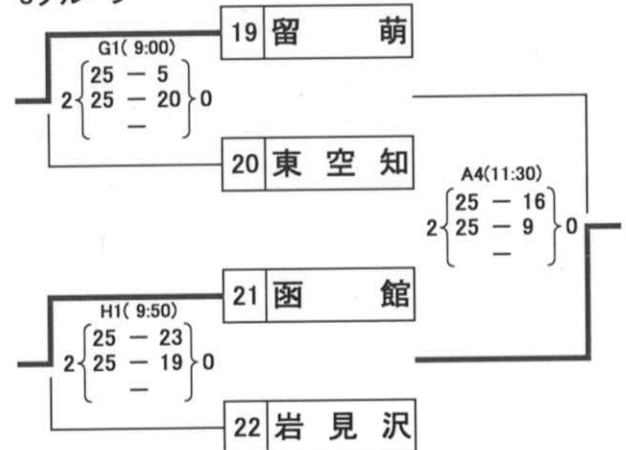 19 留 萌
G1( 9:00)
25 — 5
2 25 — 20 0
—
20 東 空 知
A4(11:30)
25 — 16
2 25 — 9 0
—
21 函 館
H1( 9:50)
25 — 23
2 25 — 19 0
—
22 岩 見 沢